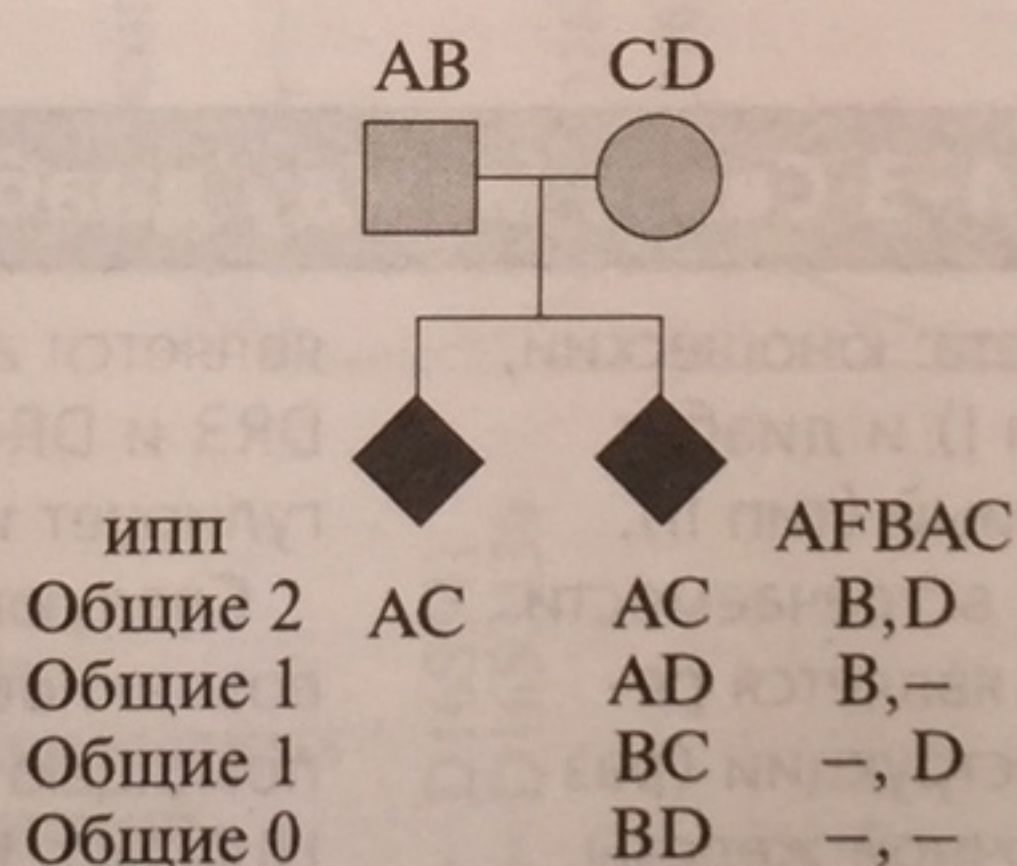 AB CD
ипп AFBAC
Общие 2 AC AC B,D
Общие 1 AD B,–
Общие 1 BC –, D
Общие 0 BD –, –